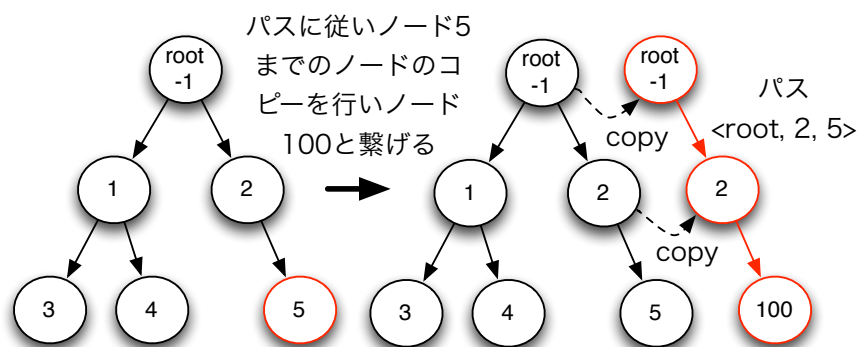 パスに従いノード5
までのノードのコ
ピーを行いノード
100と繋げる
root
-1
1
2
3
4
5
root
-1
1
2
3
4
5
copy
copy
root
-1
2
100
パス
<root, 2, 5>